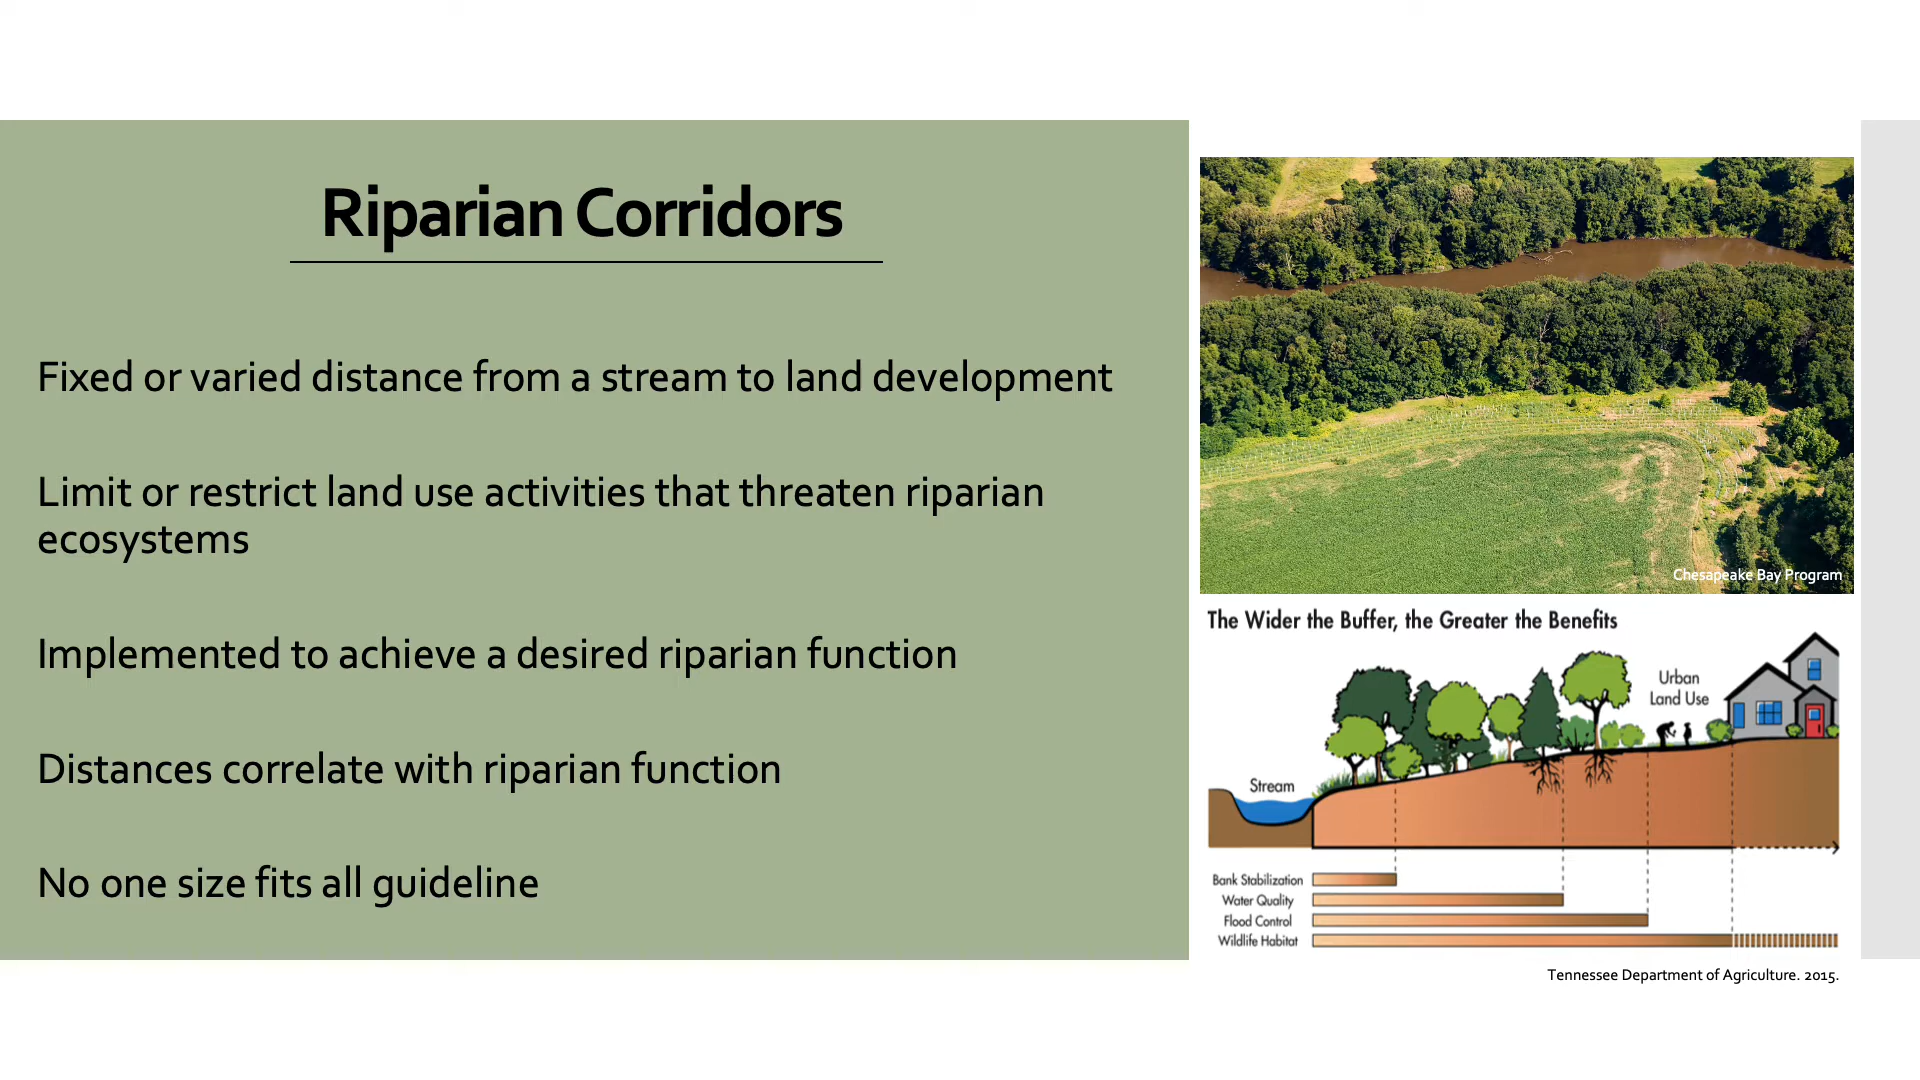 Riparian Corridors
Fixed or varied distance from a stream to land development
Limit or restrict land use activities that threaten riparian
ecosystems
Implemented to achieve a desired riparian function
Distances correlate with riparian function
No one size fits all guideline
Chesapeake Bay Program
The Wider the Buffer, the Greater the Benefits
Urban
Land Use
Stream
Bank Stabilization
Water Quality
Flood Control
Wildlife Habitat
Tennessee Department of Agriculture. 2015.